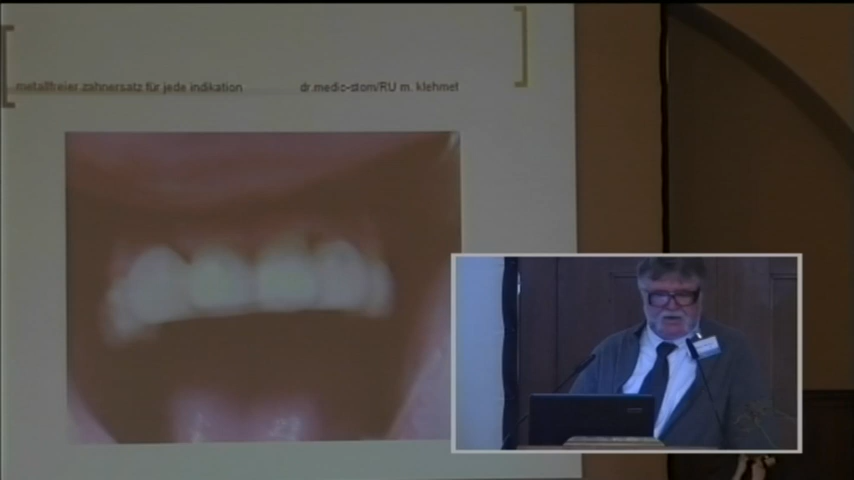 metallfreier zahnersatz für jede indikation dr.medic-stom/RU m. klehmet